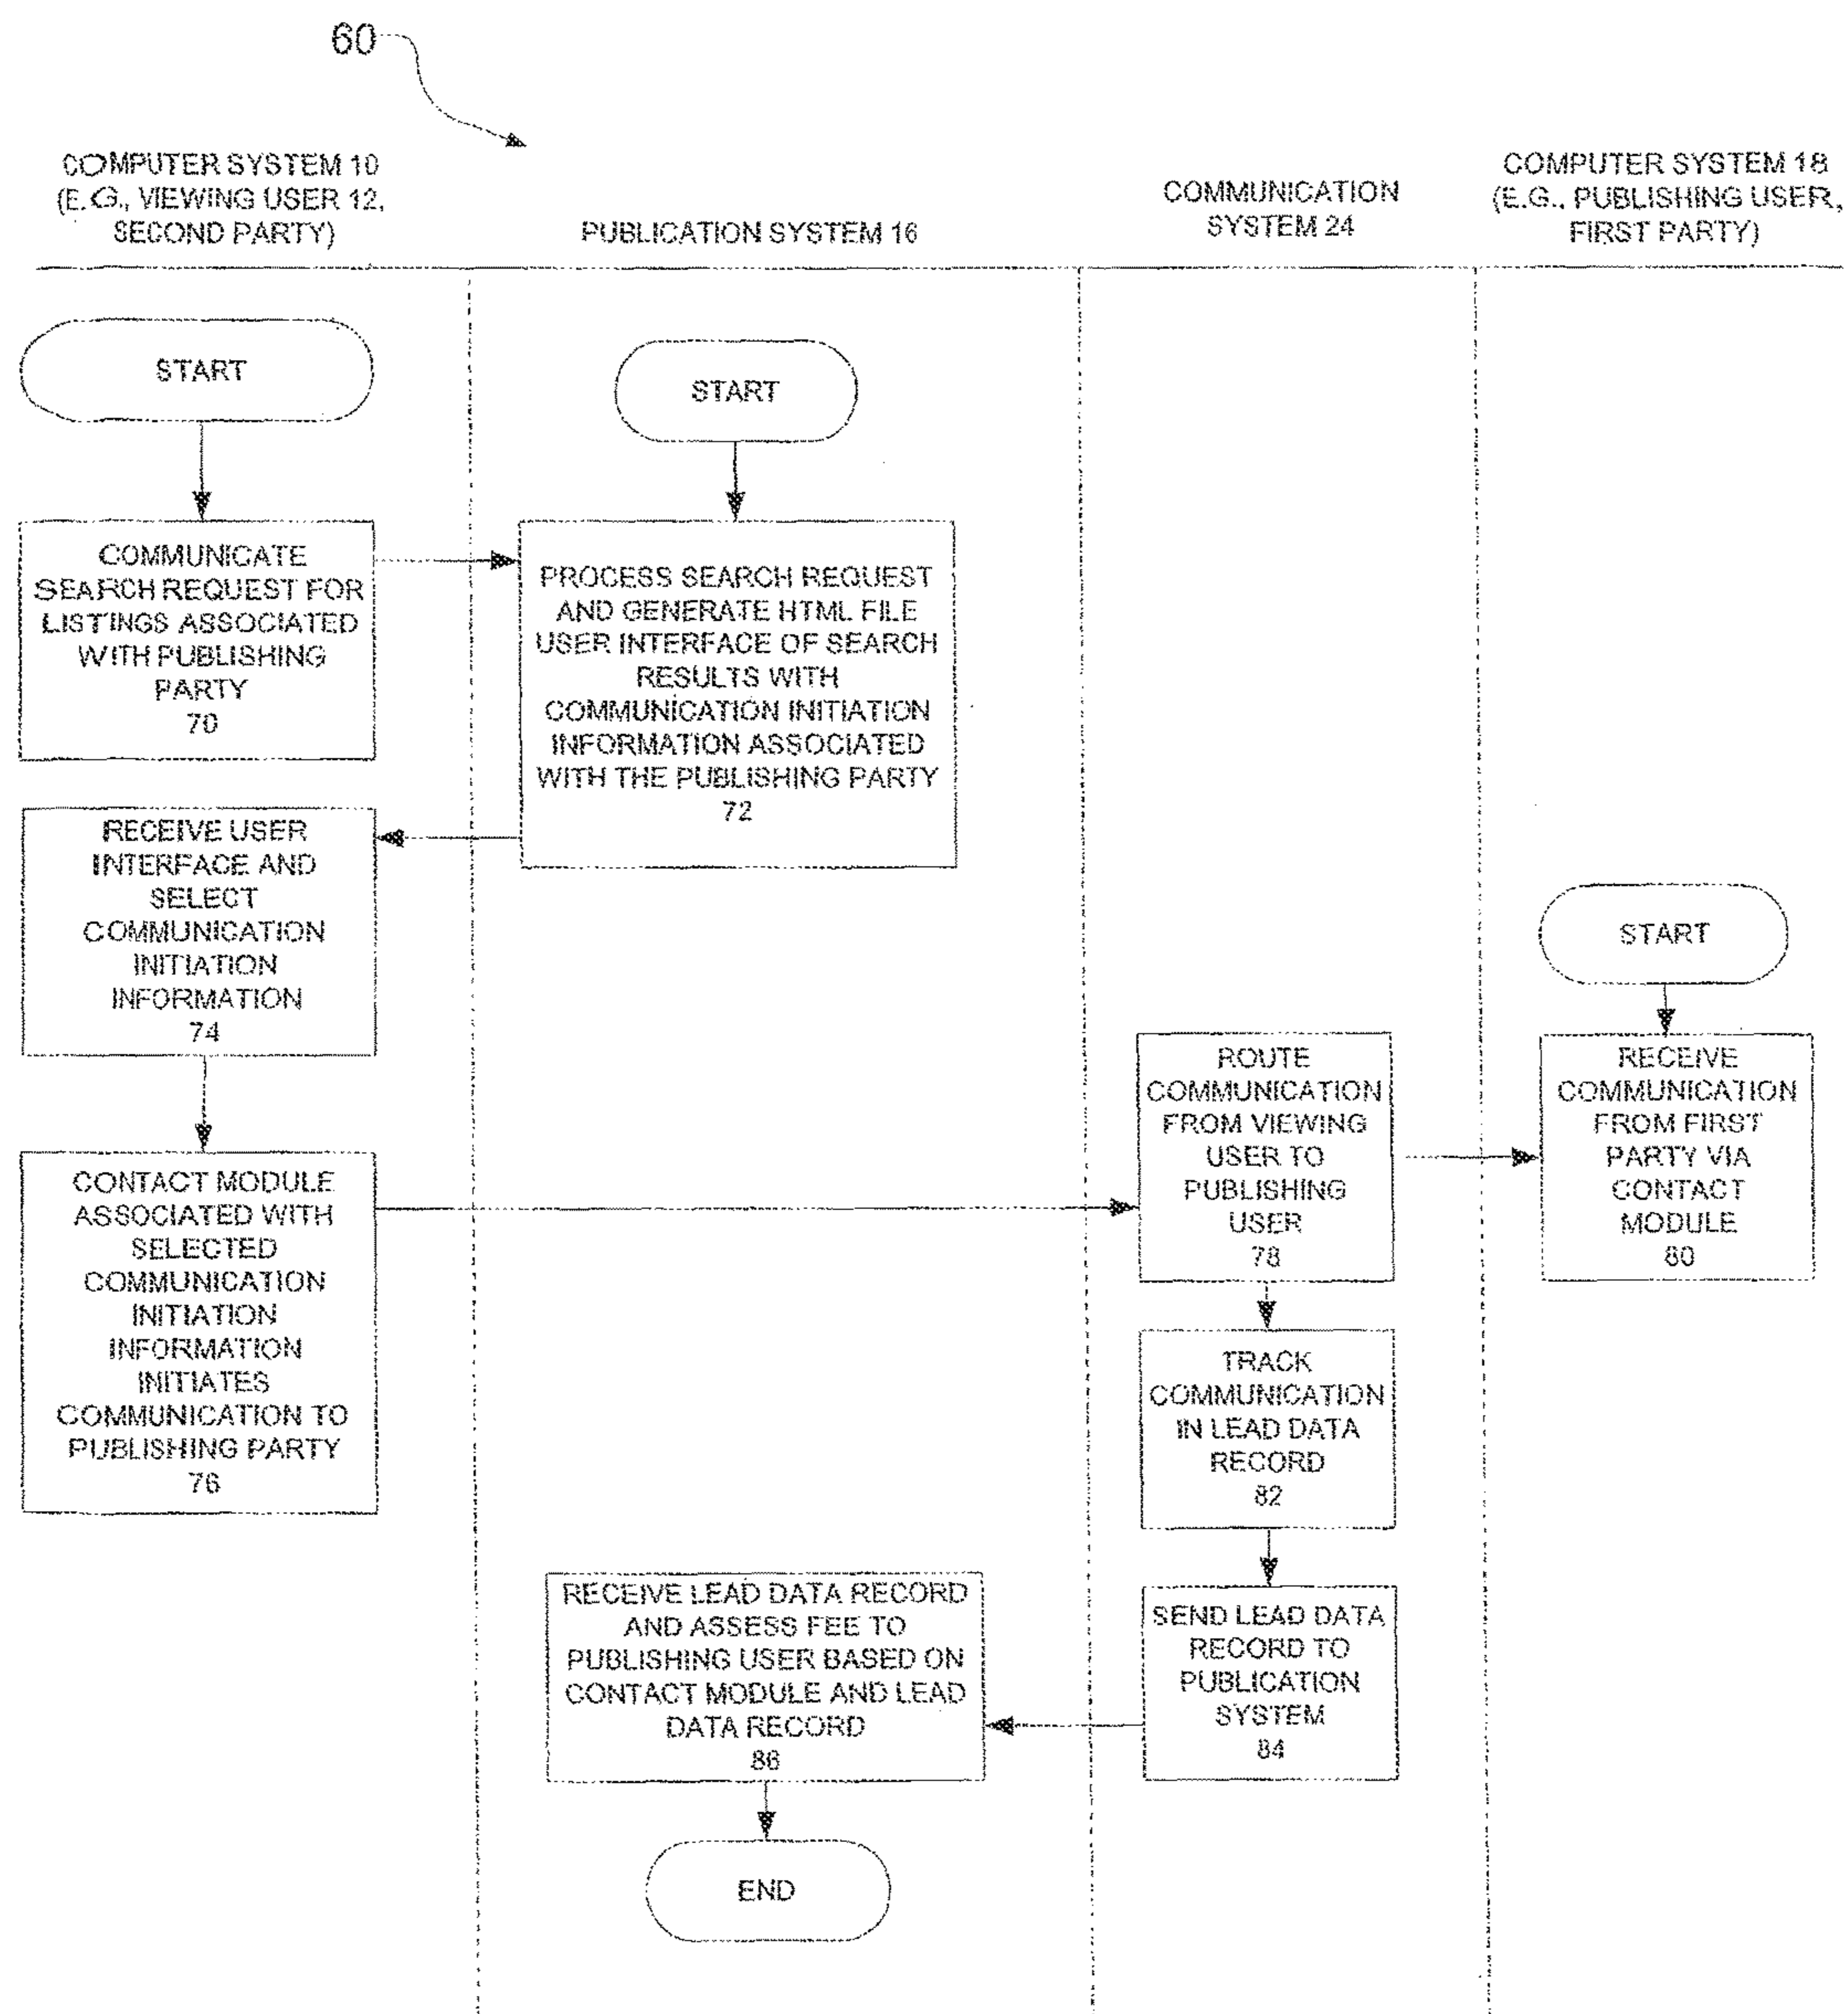 60
COMPUTER SYSTEM 10
(E.G., VIEWING USER 12,
SECOND PARTY)
PUBLICATION SYSTEM 16
COMMUNICATION
SYSTEM 24
COMPUTER SYSTEM 18
(E.G., PUBLISHING USER,
FIRST PARTY)
START
START
COMMUNICATE
SEARCH REQUEST FOR
LISTINGS ASSOCIATED
WITH PUBLISHING
PARTY
70
PROCESS SEARCH REQUEST
AND GENERATE HTML FILE
USER INTERFACE OF SEARCH
RESULTS WITH
COMMUNICATION INITIATION
INFORMATION ASSOCIATED
WITH THE PUBLISHING PARTY
72
RECEIVE USER
INTERFACE AND
SELECT
COMMUNICATION
INITIATION
INFORMATION
74
START
CONTACT MODULE
ASSOCIATED WITH
SELECTED
COMMUNICATION
INITIATION
INFORMATION
INITIATES
COMMUNICATION TO
PUBLISHING PARTY
76
ROUTE
COMMUNICATION
FROM VIEWING
USER TO
PUBLISHING
USER
78
RECEIVE
COMMUNICATION
FROM FIRST
PARTY VIA
CONTACT
MODULE
80
TRACK
COMMUNICATION
IN LEAD DATA
RECORD
82
SEND LEAD DATA
RECORD TO
PUBLICATION
SYSTEM
84
RECEIVE LEAD DATA RECORD
AND ASSESS FEE TO
PUBLISHING USER BASED ON
CONTACT MODULE AND LEAD
DATA RECORD
86
END